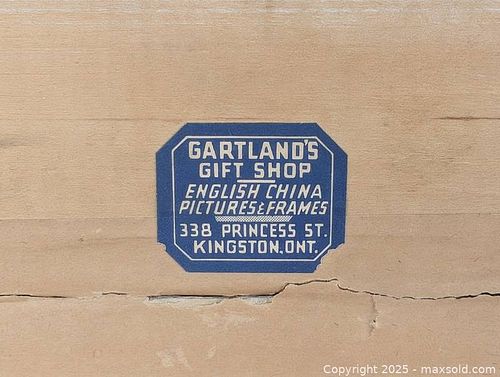 GARTLAND'S
GIFT SHOP
ENGLISH CHINA
PICTURES & FRAMES
338 PRINCESS ST.
KINGSTON, ONT.
Copyright 2025 - maxsold.com